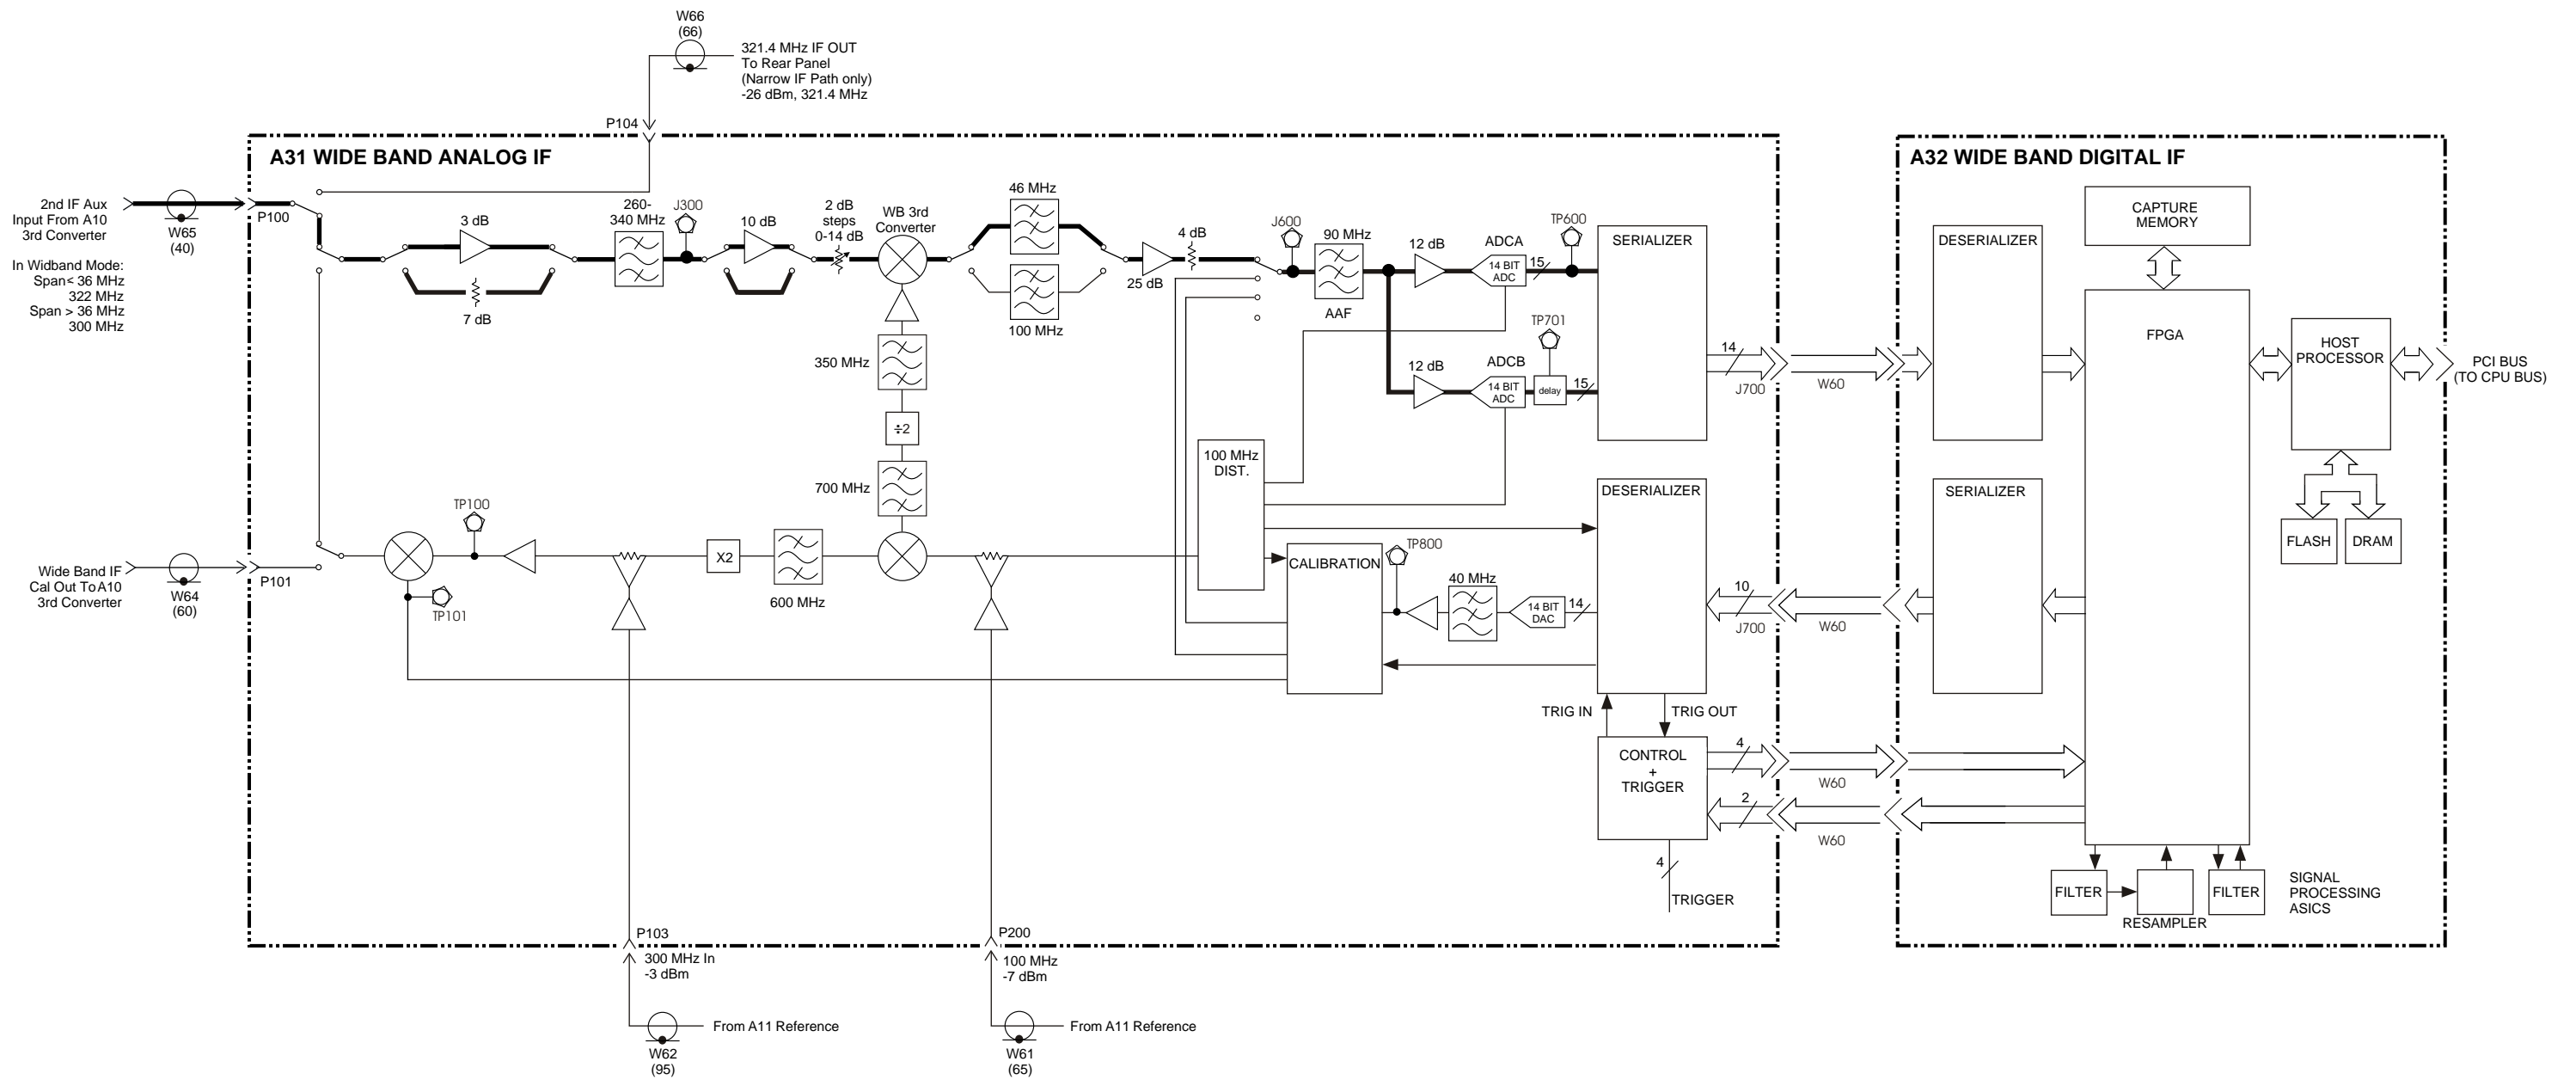 W66
(66)
321.4 MHz IF OUT
To Rear Panel
(Narrow IF Path only)
-26 dBm, 321.4 MHz
P104
A31 WIDE BAND ANALOG IF
A32 WIDE BAND DIGITAL IF
2nd IF Aux
Input From A10
3rd Converter
W65
(40)
P100
In Widband Mode:
Span< 36 MHz
322 MHz
Span > 36 MHz
300 MHz
3 dB
7 dB
260-
340 MHz
J300
10 dB
2 dB
steps
0-14 dB
WB 3rd
Converter
46 MHz
100 MHz
25 dB
4 dB
J600
90 MHz
AAF
12 dB
ADCA
14 BIT
ADC
15
TP600
SERIALIZER
12 dB
ADCB
14 BIT
ADC
TP701
delay
15
14
J700
W60
DESERIALIZER
CAPTURE
MEMORY
FPGA
HOST
PROCESSOR
PCI BUS
(TO CPU BUS)
FLASH
DRAM
350 MHz
÷2
700 MHz
100 MHz
DIST.
DESERIALIZER
SERIALIZER
TP100
X2
600 MHz
CALIBRATION
TP800
40 MHz
14 BIT
DAC
14
10
J700
W60
Wide Band IF
Cal Out To A10
3rd Converter
W64
(60)
P101
TP101
TRIG IN
TRIG OUT
CONTROL
+
TRIGGER
4
W60
2
W60
4
TRIGGER
FILTER
RESAMPLER
FILTER
SIGNAL
PROCESSING
ASICS
P103
300 MHz In
-3 dBm
P200
100 MHz
-7 dBm
From A11 Reference
W62
(95)
From A11 Reference
W61
(65)